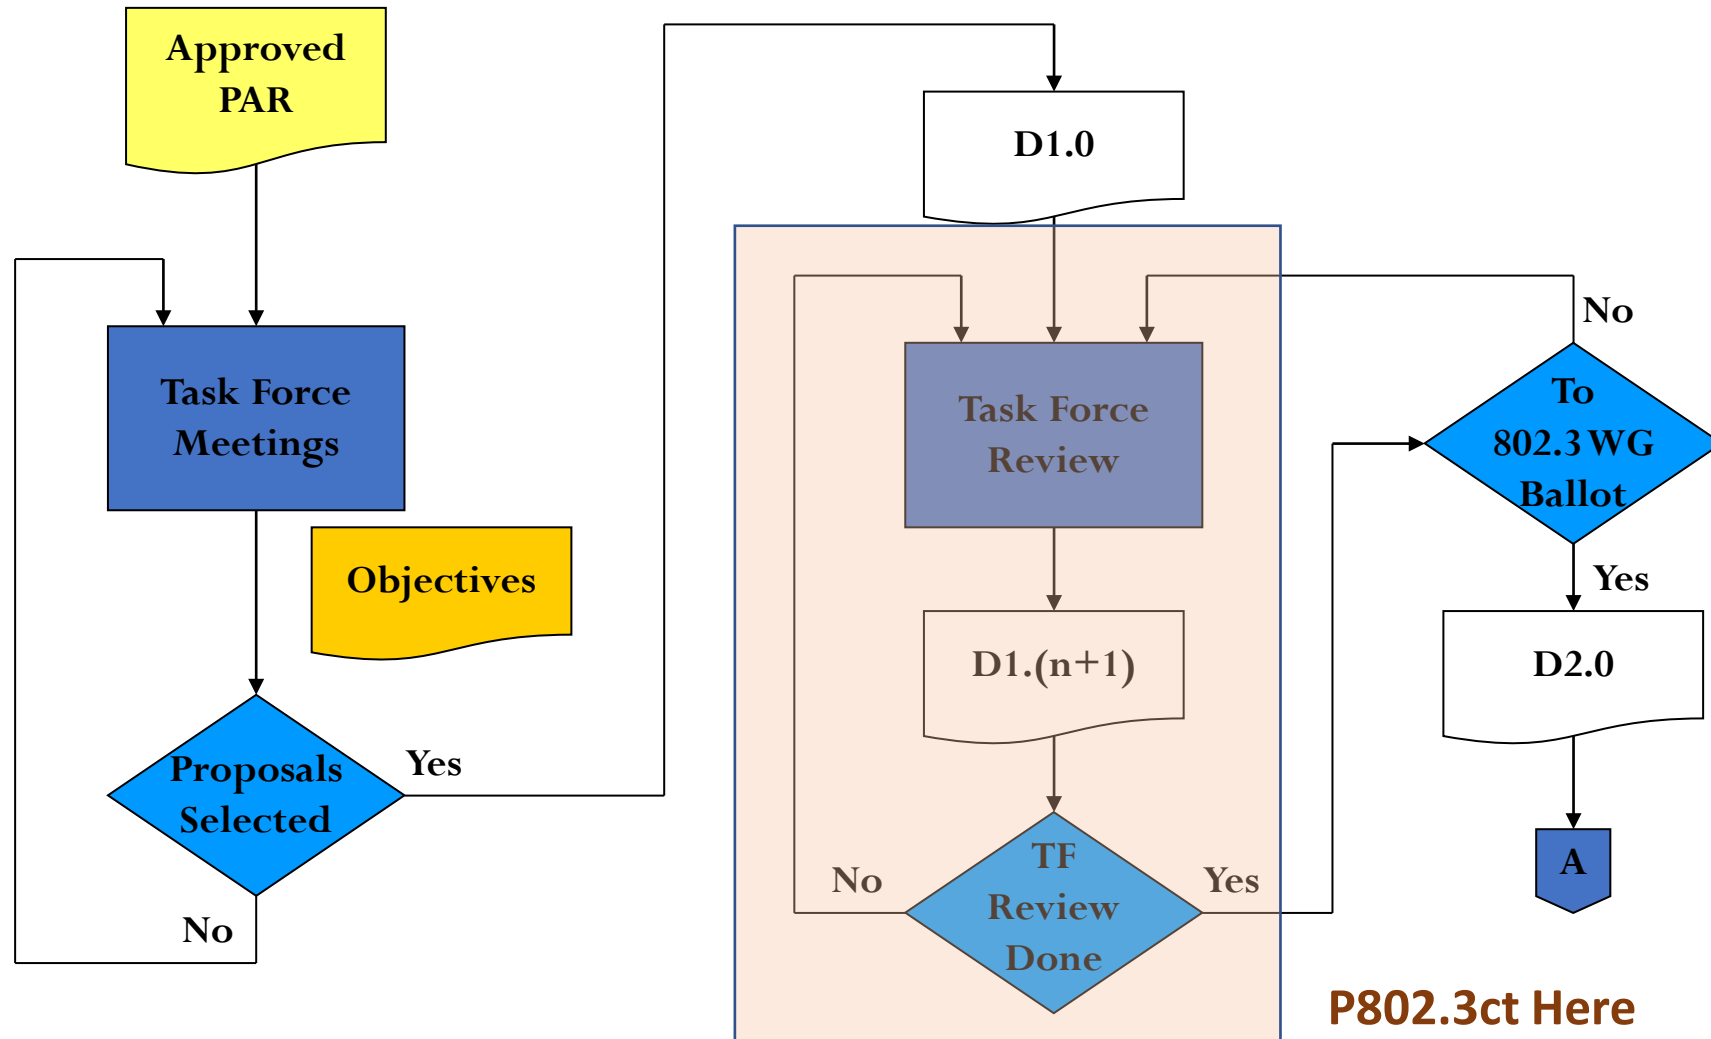 Approved
PAR
Task Force
Meetings
Objectives
Proposals
Selected
Yes
No
D1.0
Task Force
Review
D1.(n+1)
TF
Review
Done
No
Yes
To
802.3 WG
Ballot
No
Yes
D2.0
A
P802.3ct Here